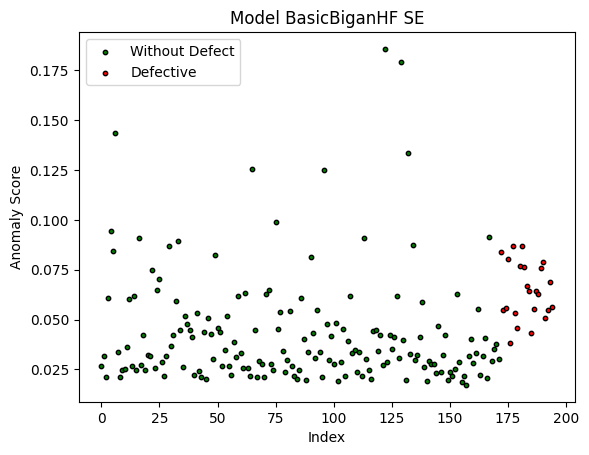 Model BasicBiganHF SE
Without Defect
Defective
0.175
0.150
0.125
0.100
0.075
0.050
0.025
Anomaly Score
0 25 50 75 100 125 150 175 200
Index